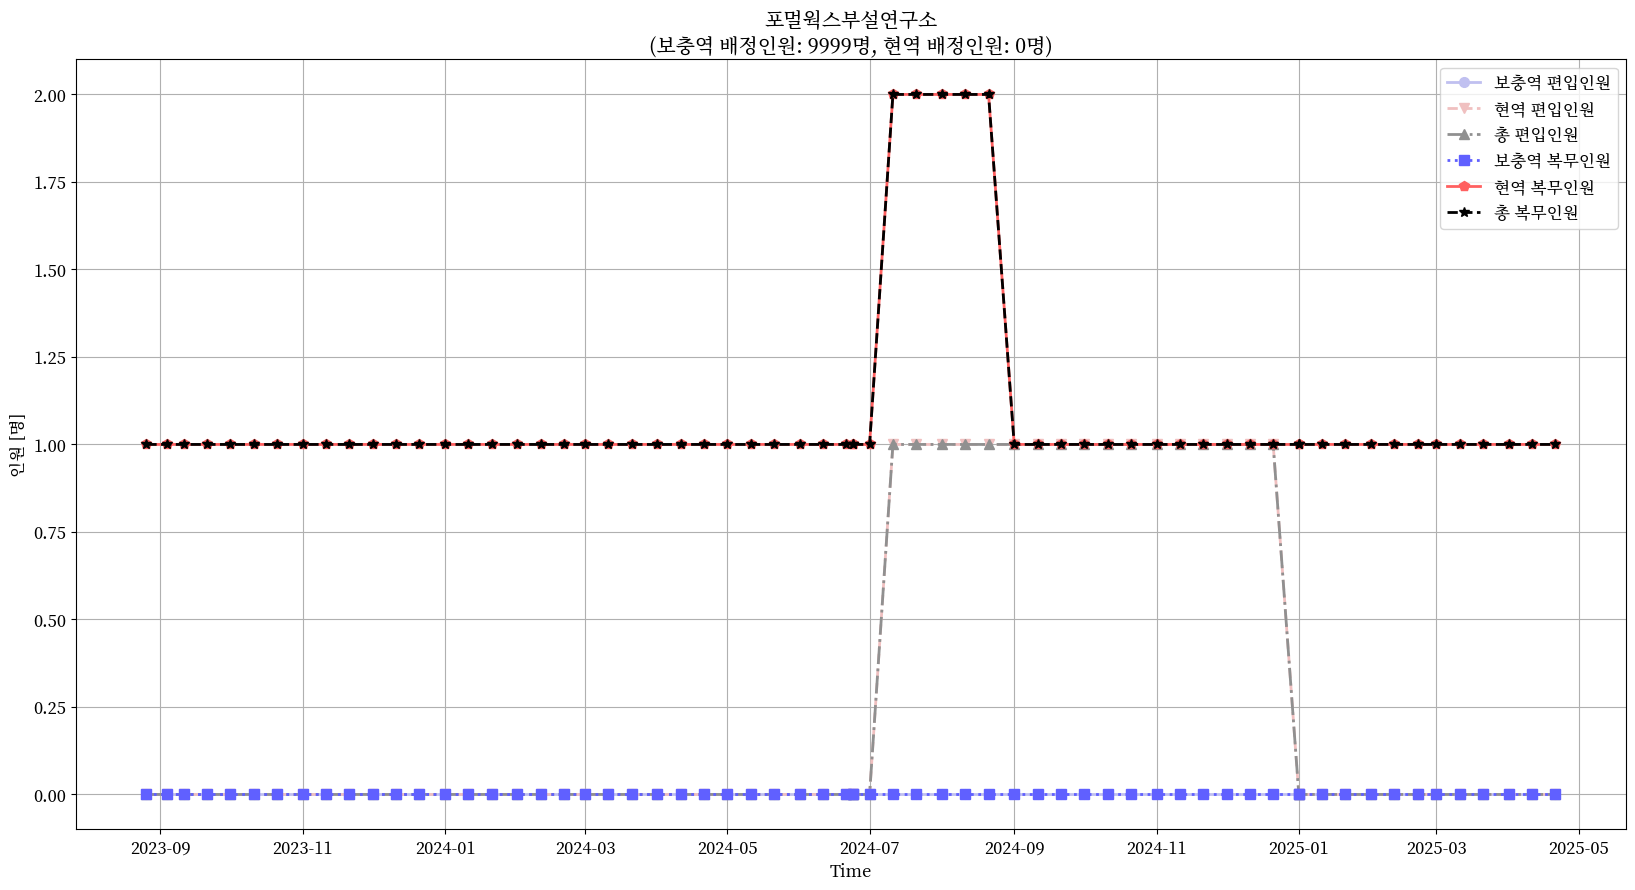 포멀웍스부설연구소
(보충역 배정인원: 9999명, 현역 배정인원: 0명)
보충역 편입인원
현역 편입인원
총 편입인원
보충역 복무인원
현역 복무인원
총 복무인원
인원 [명]
2.00
1.75
1.50
1.25
1.00
0.75
0.50
0.25
0.00
2023-09 2023-11 2024-01 2024-03 2024-05 2024-07 2024-09 2024-11 2025-01 2025-03 2025-05
Time